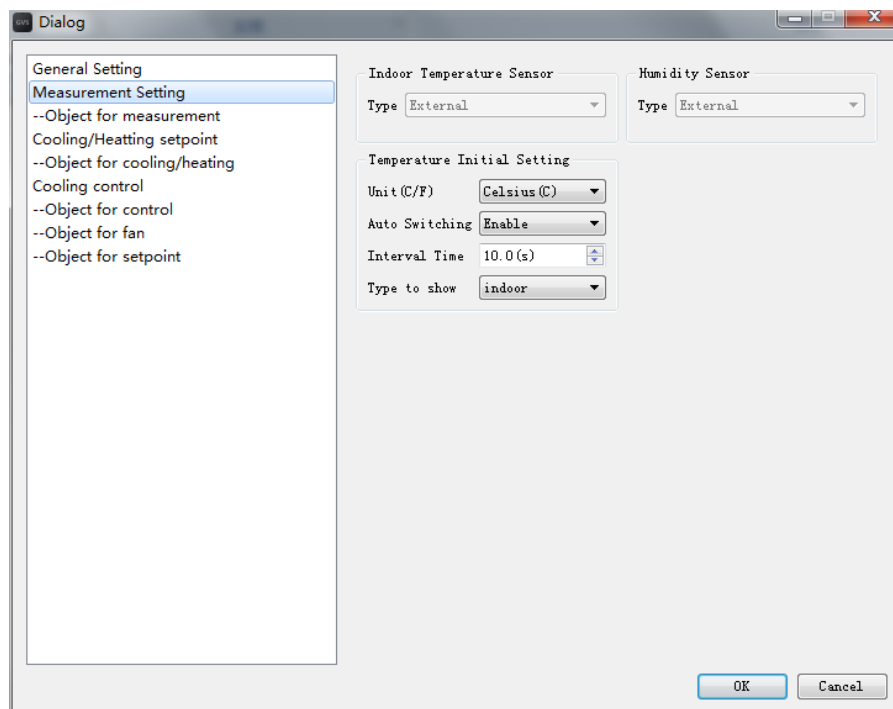 GVS Dialog
General Setting
Measurement Setting
--Object for measurement
Cooling/Heatting setpoint
--Object for cooling/heating
Cooling control
--Object for control
--Object for fan
--Object for setpoint
Indoor Temperature Sensor
Type External
Humidity Sensor
Type External
Temperature Initial Setting
Unit(C/F) Celsius(C)
Auto Switching Enable
Interval Time 10.0(s)
Type to show indoor
OK Cancel